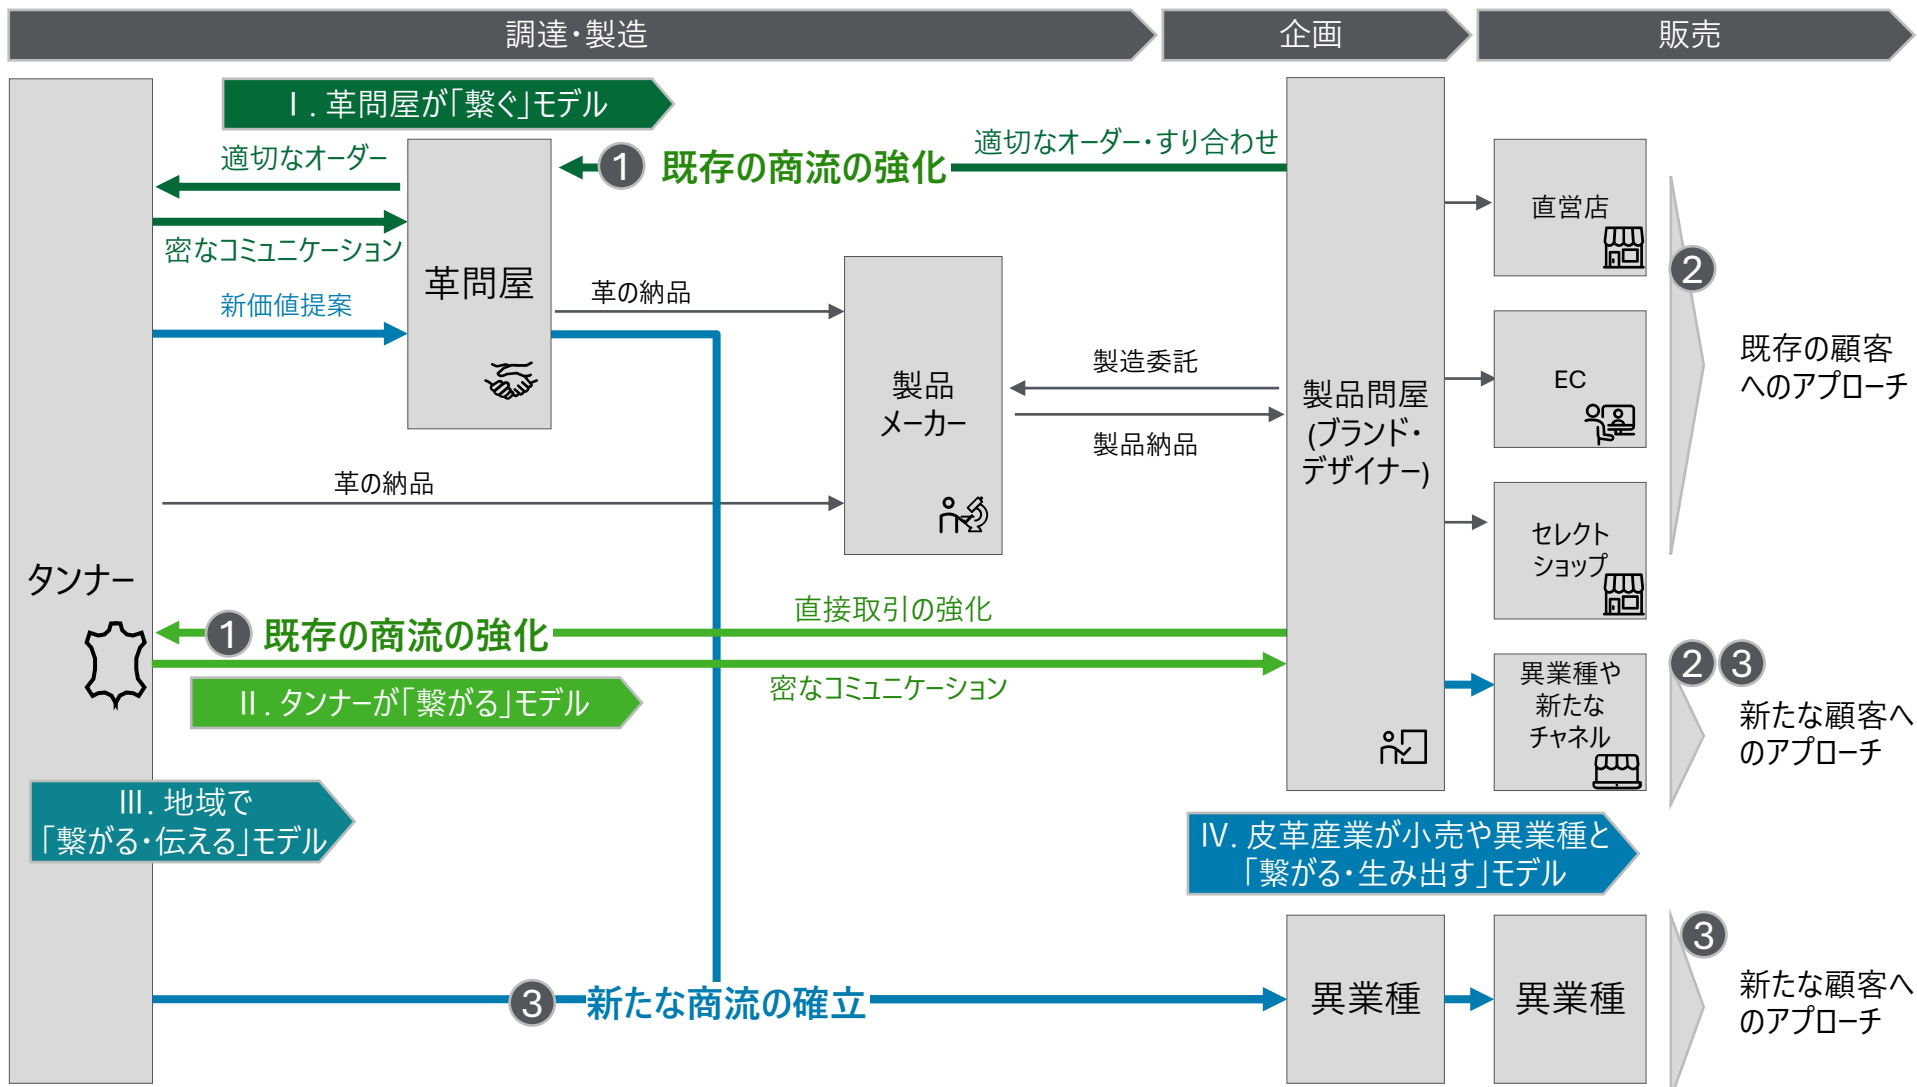 調達・製造
企画
販売
Ⅰ. 革問屋が「繋ぐ」モデル
適切なオーダー
密なコミュニケーション
新価値提案
革問屋
1
既存の商流の強化
適切なオーダー・すり合わせ
革の納品
革の納品
製品
メーカー
製造委託
製品納品
製品問屋
(ブランド・
デザイナー)
直営店
EC
セレクト
ショップ
2
既存の顧客
へのアプローチ
タンナー
1
既存の商流の強化
直接取引の強化
密なコミュニケーション
Ⅱ. タンナーが「繋がる」モデル
異業種や
新たな
チャネル
2
3
新たな顧客へ
のアプローチ
Ⅲ. 地域で
「繋がる・伝える」モデル
Ⅳ. 皮革産業が小売や異業種と
「繋がる・生み出す」モデル
3
新たな商流の確立
異業種
異業種
3
新たな顧客へ
のアプローチ